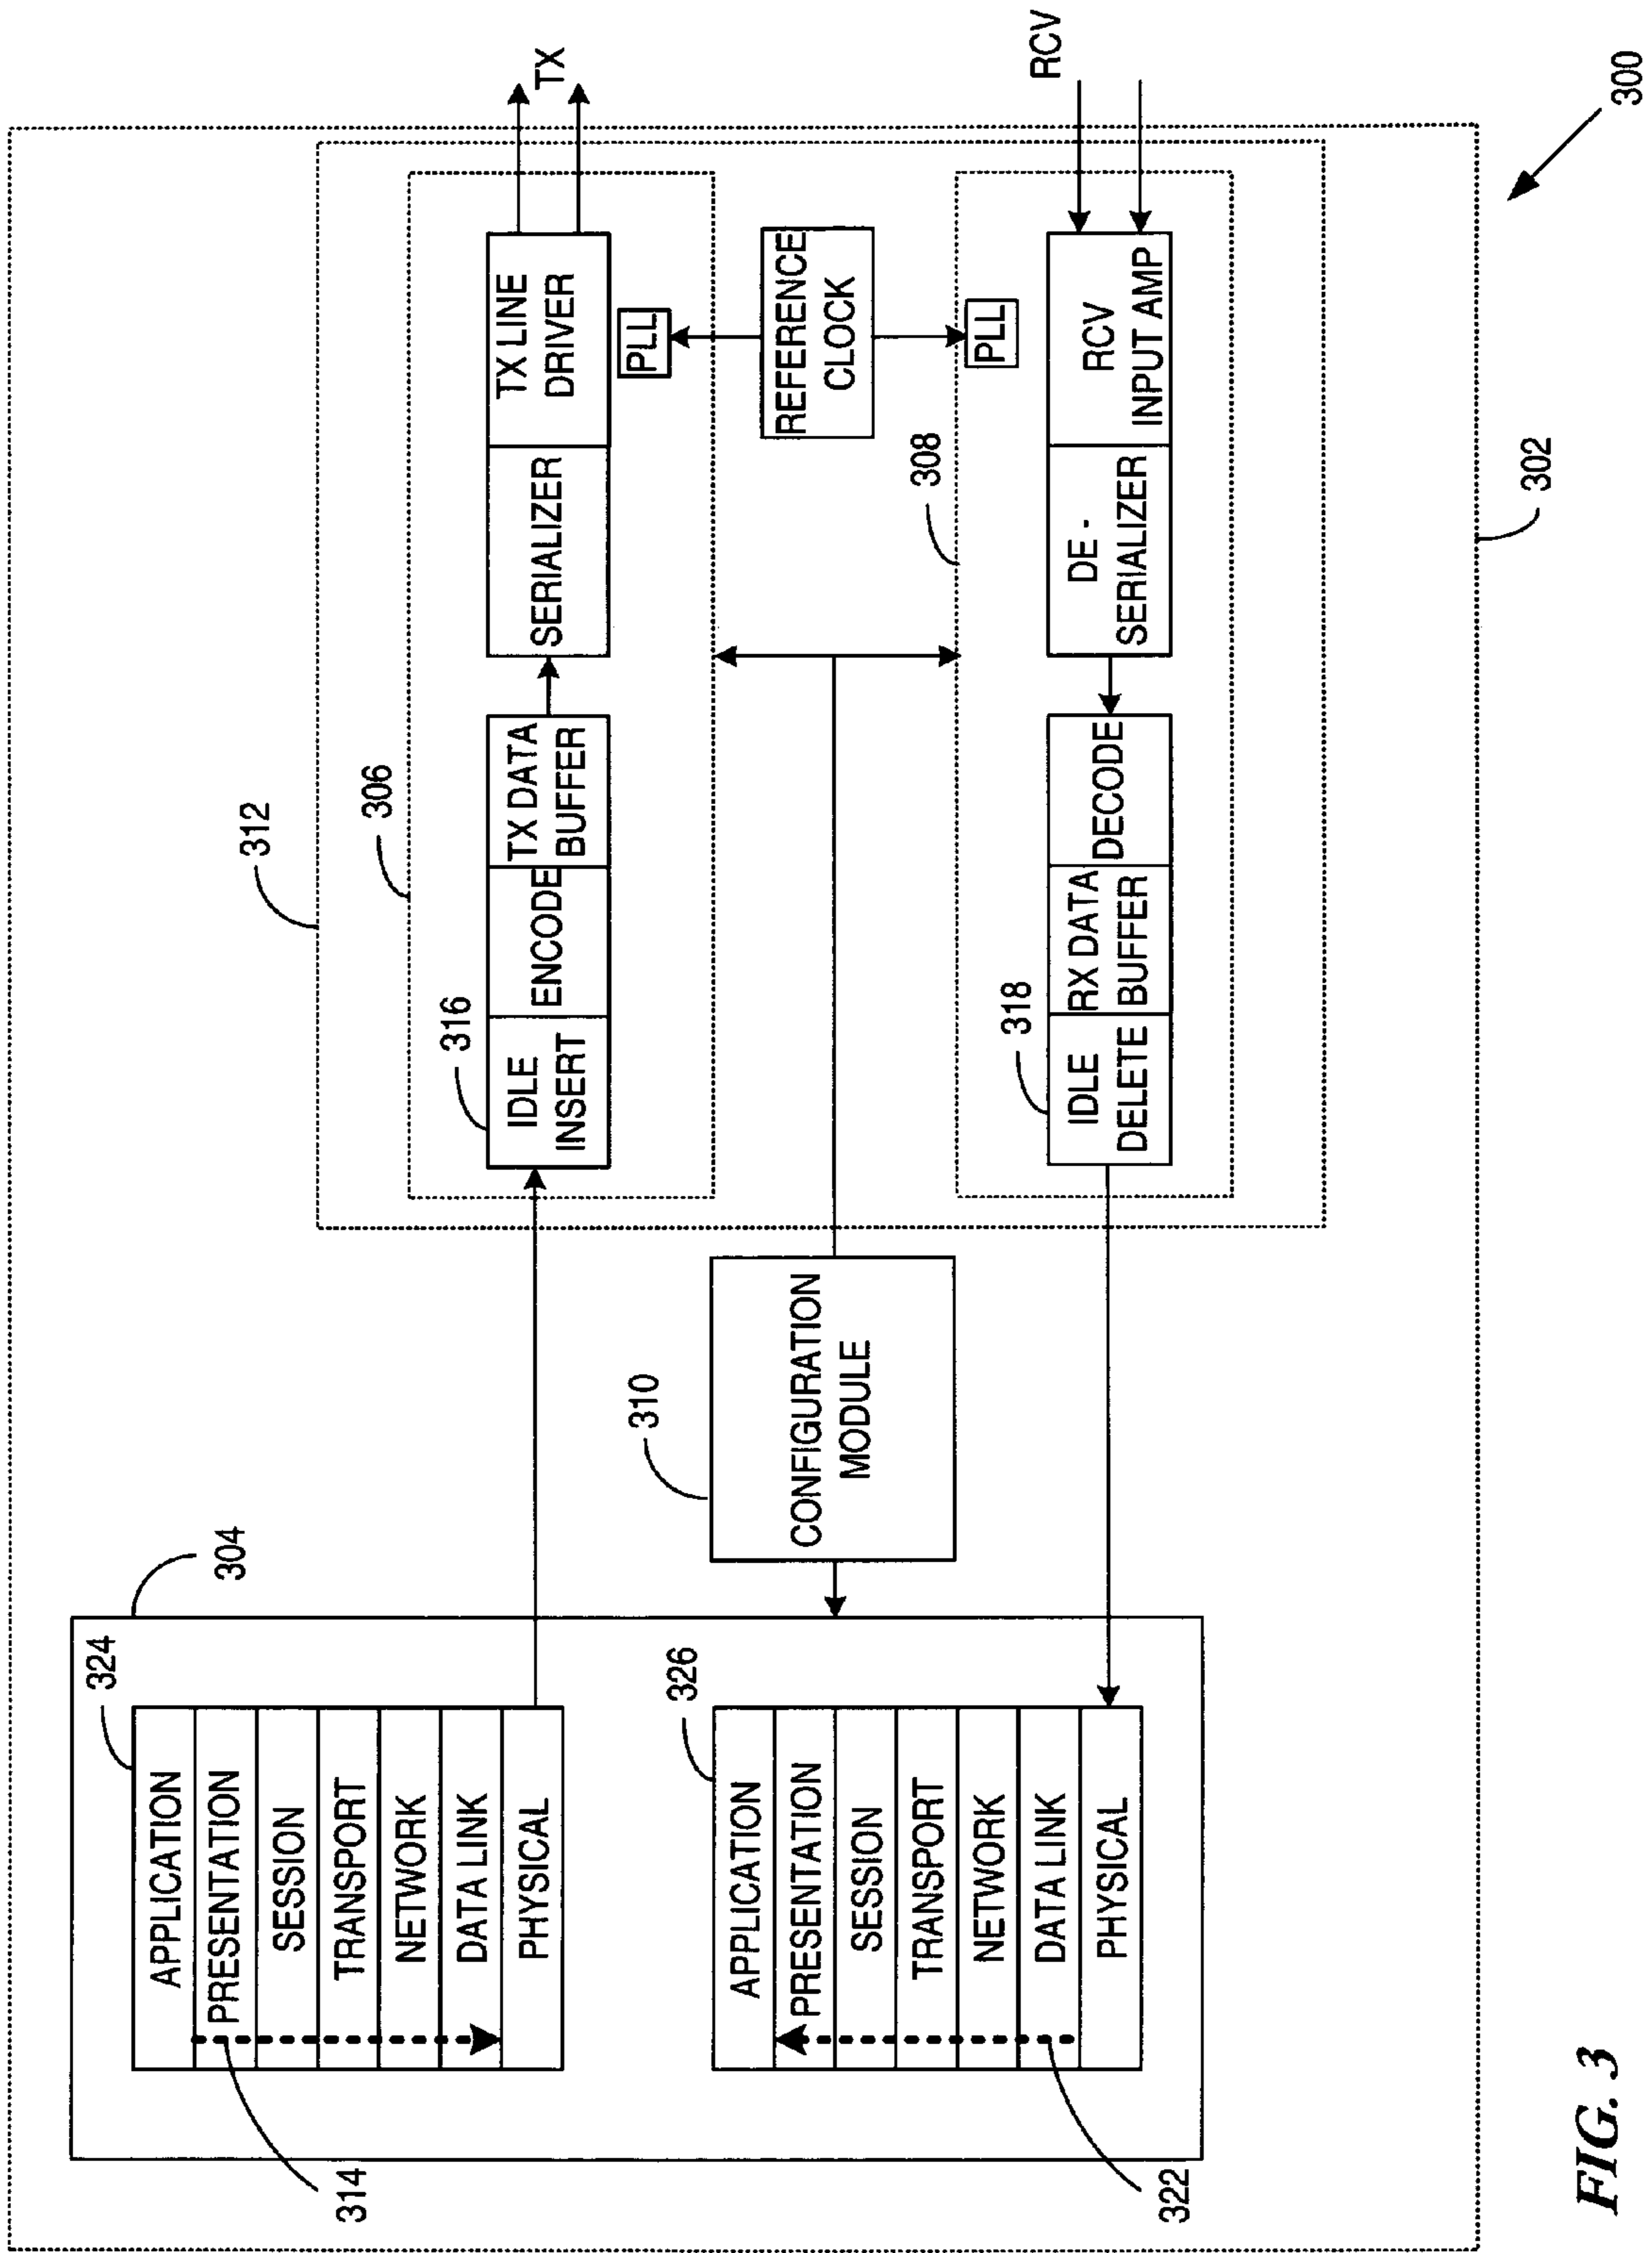 312
306
316
IDLE
INSERT
ENCODE
TX DATA
BUFFER
SERIALIZER
TX LINE
DRIVER
TX
PLL
REFERENCE
CLOCK
PLL
308
318
IDLE
DELETE
RX DATA
BUFFER
DECODE
DE -
SERIALIZER
RCV
INPUT AMP
RCV
310
CONFIGURATION
MODULE
304
324
APPLICATION
PRESENTATION
SESSION
TRANSPORT
NETWORK
DATA LINK
PHYSICAL
314
326
APPLICATION
PRESENTATION
SESSION
TRANSPORT
NETWORK
DATA LINK
PHYSICAL
322
302
300
FIG. 3